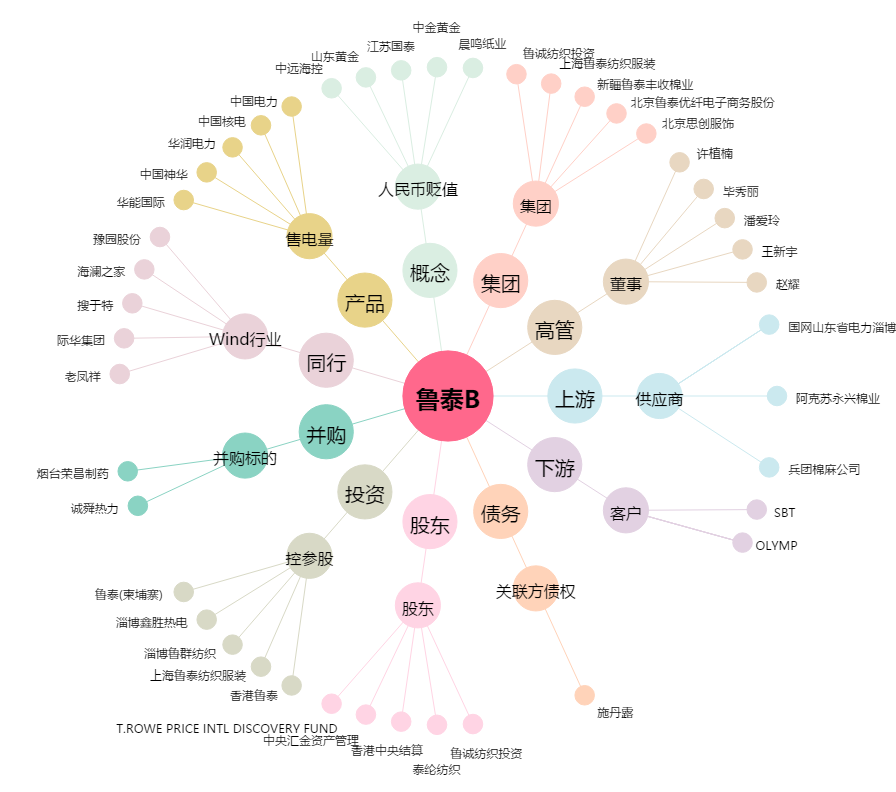 中金黄金
江苏国泰
晨鸣纸业
山东黄金
中远海控
人民币贬值
概念
鲁诚纺织投资
上海鲁泰纺织服装
新疆鲁泰丰收棉业
北京鲁泰优纤电子商务股份
北京思创服饰
集团
集团
许植楠
毕秀丽
潘爱玲
王新宇
赵耀
董事
高管
国网山东省电力淄博
阿克苏永兴棉业
兵团棉麻公司
供应商
上游
SBT
OLYMP
客户
下游
债务
关联方债权
施丹露
股东
股东
鲁诚纺织投资
泰纶纺织
香港中央结算
中央汇金资产管理
T.ROWE PRICE INTL DISCOVERY FUND
投资
控参股
香港鲁泰
上海鲁泰纺织服装
淄博鲁群纺织
淄博鑫胜热电
鲁泰(柬埔寨)
并购
并购标的
诚舜热力
烟台荣昌制药
同行
Wind行业
老凤祥
际华集团
搜于特
海澜之家
豫园股份
产品
售电量
华能国际
中国神华
华润电力
中国核电
中国电力
鲁泰B